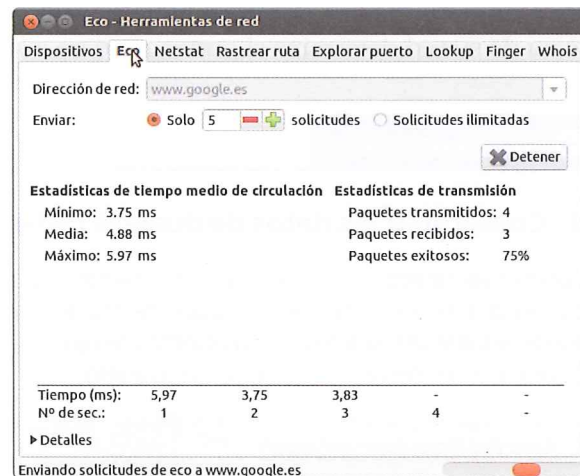 Eco - Herramientas de red
Dispositivos Eco Netstat Rastrear ruta Explorar puerto Lookup Finger Whois
Dirección de red: www.google.es
Enviar: Solo 5 solicitudes Solicitudes ilimitadas
Detener
Estadísticas de tiempo medio de circulación Estadísticas de transmisión
Mínimo: 3.75 ms Paquetes transmitidos: 4
Media: 4.88 ms Paquetes recibidos: 3
Máximo: 5.97 ms Paquetes exitosos: 75%
Tiempo (ms): 5,97 3,75 3,83 - -
Nº de sec.: 1 2 3 4 -
Detalles
Enviando solicitudes de eco a www.google.es